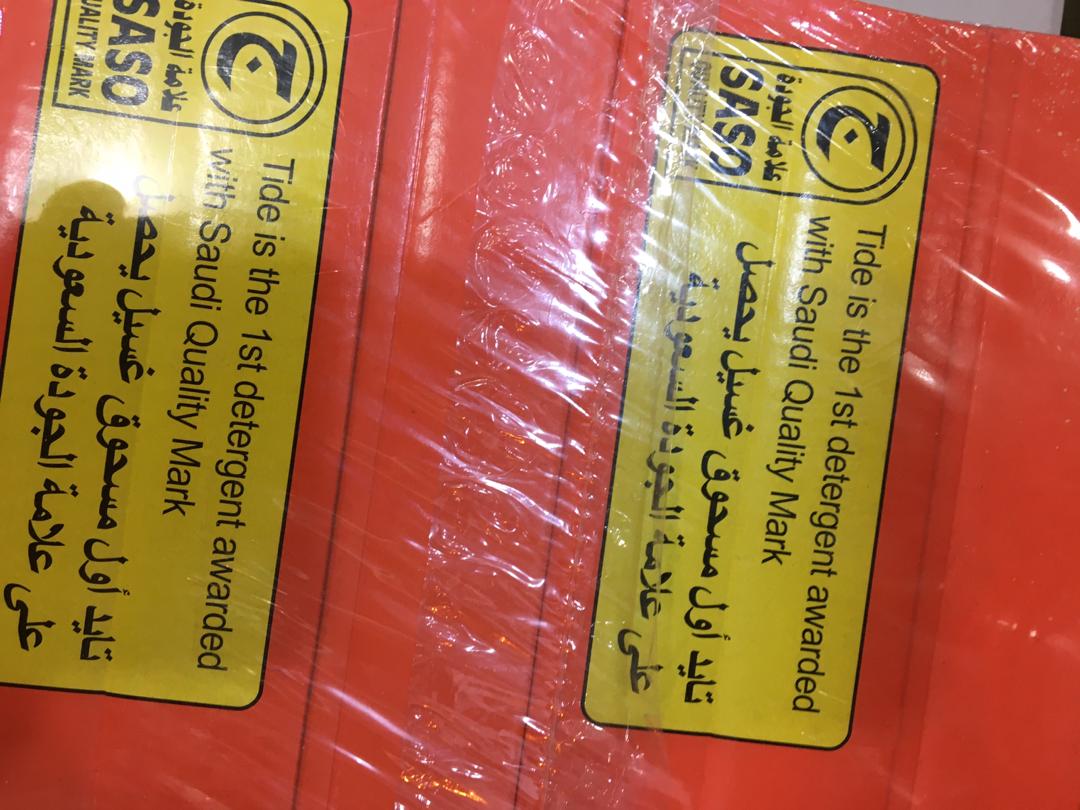 ج
علامة الجودة
SASO
Tide is the 1st detergent awarded
with Saudi Quality Mark
تايد أول مسحوق غسيل يحصل
على علامة الجودة السعودية
ج
علامة الجودة
SASO
QUALITY MARK
Tide is the 1st detergent awarded
with Saudi Quality Mark
تايد أول مسحوق غسيل يحصل
على علامة الجودة السعودية